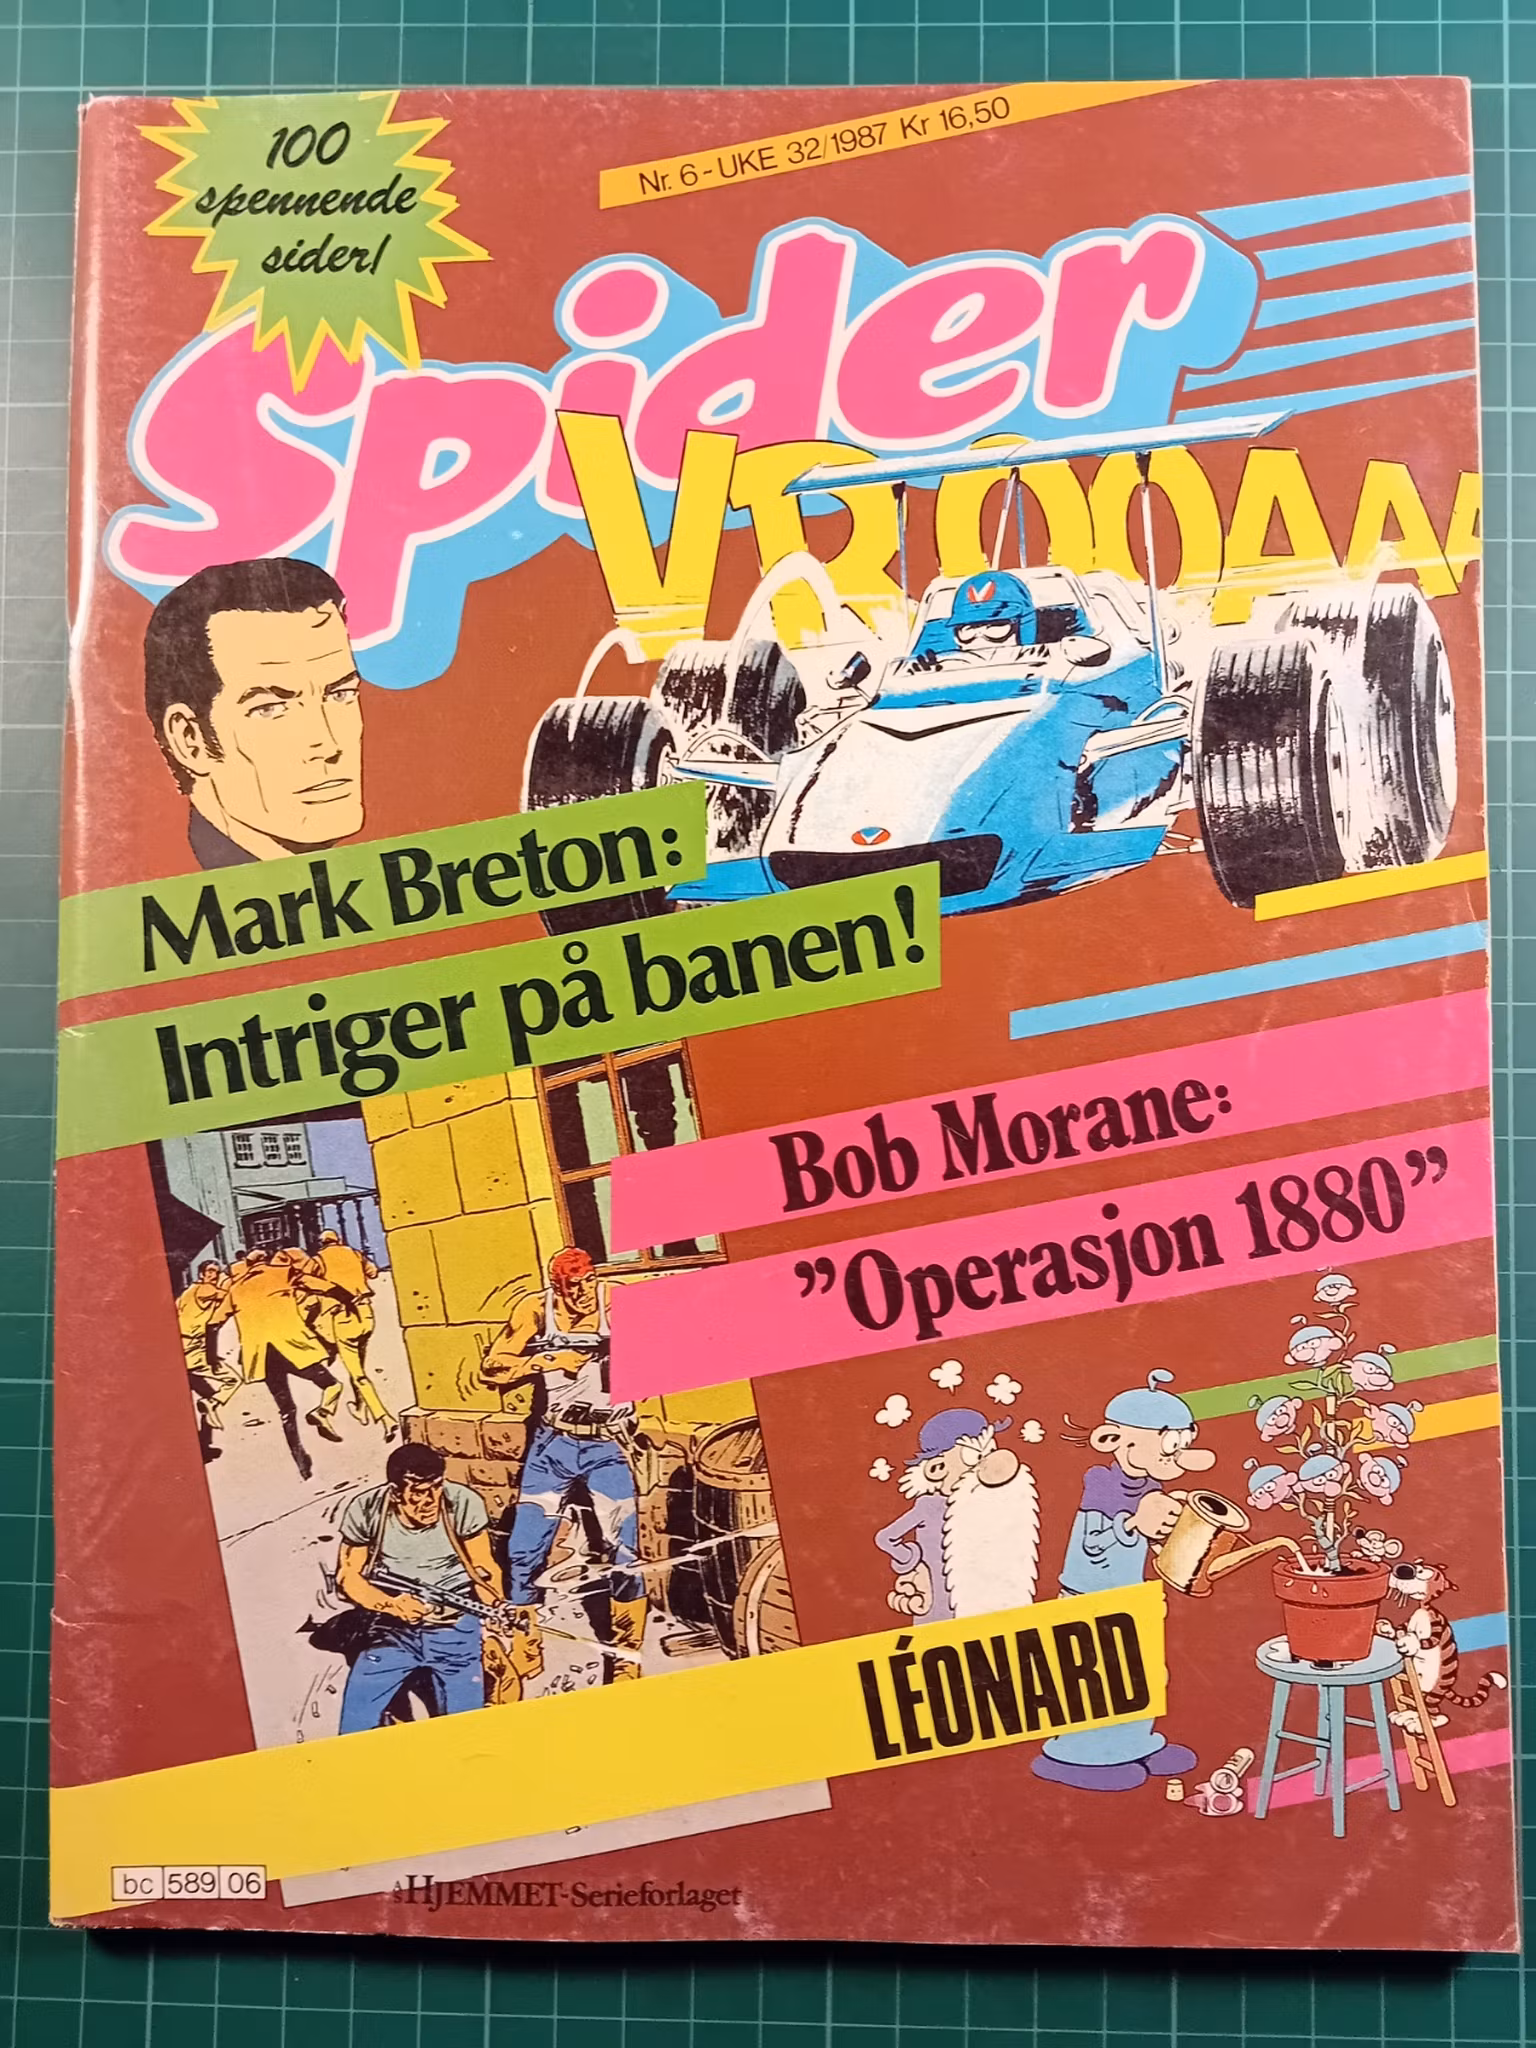 100
spennende
sider!
Nr. 6 - UKE 32/1987 Kr 16,50
Spider
VROOAAA
Mark Breton:
Intriger på banen!
Bob Morane:
”Operasjon 1880”
LÉONARD
bc 589 06
A/S HJEMMET-Serieforlaget